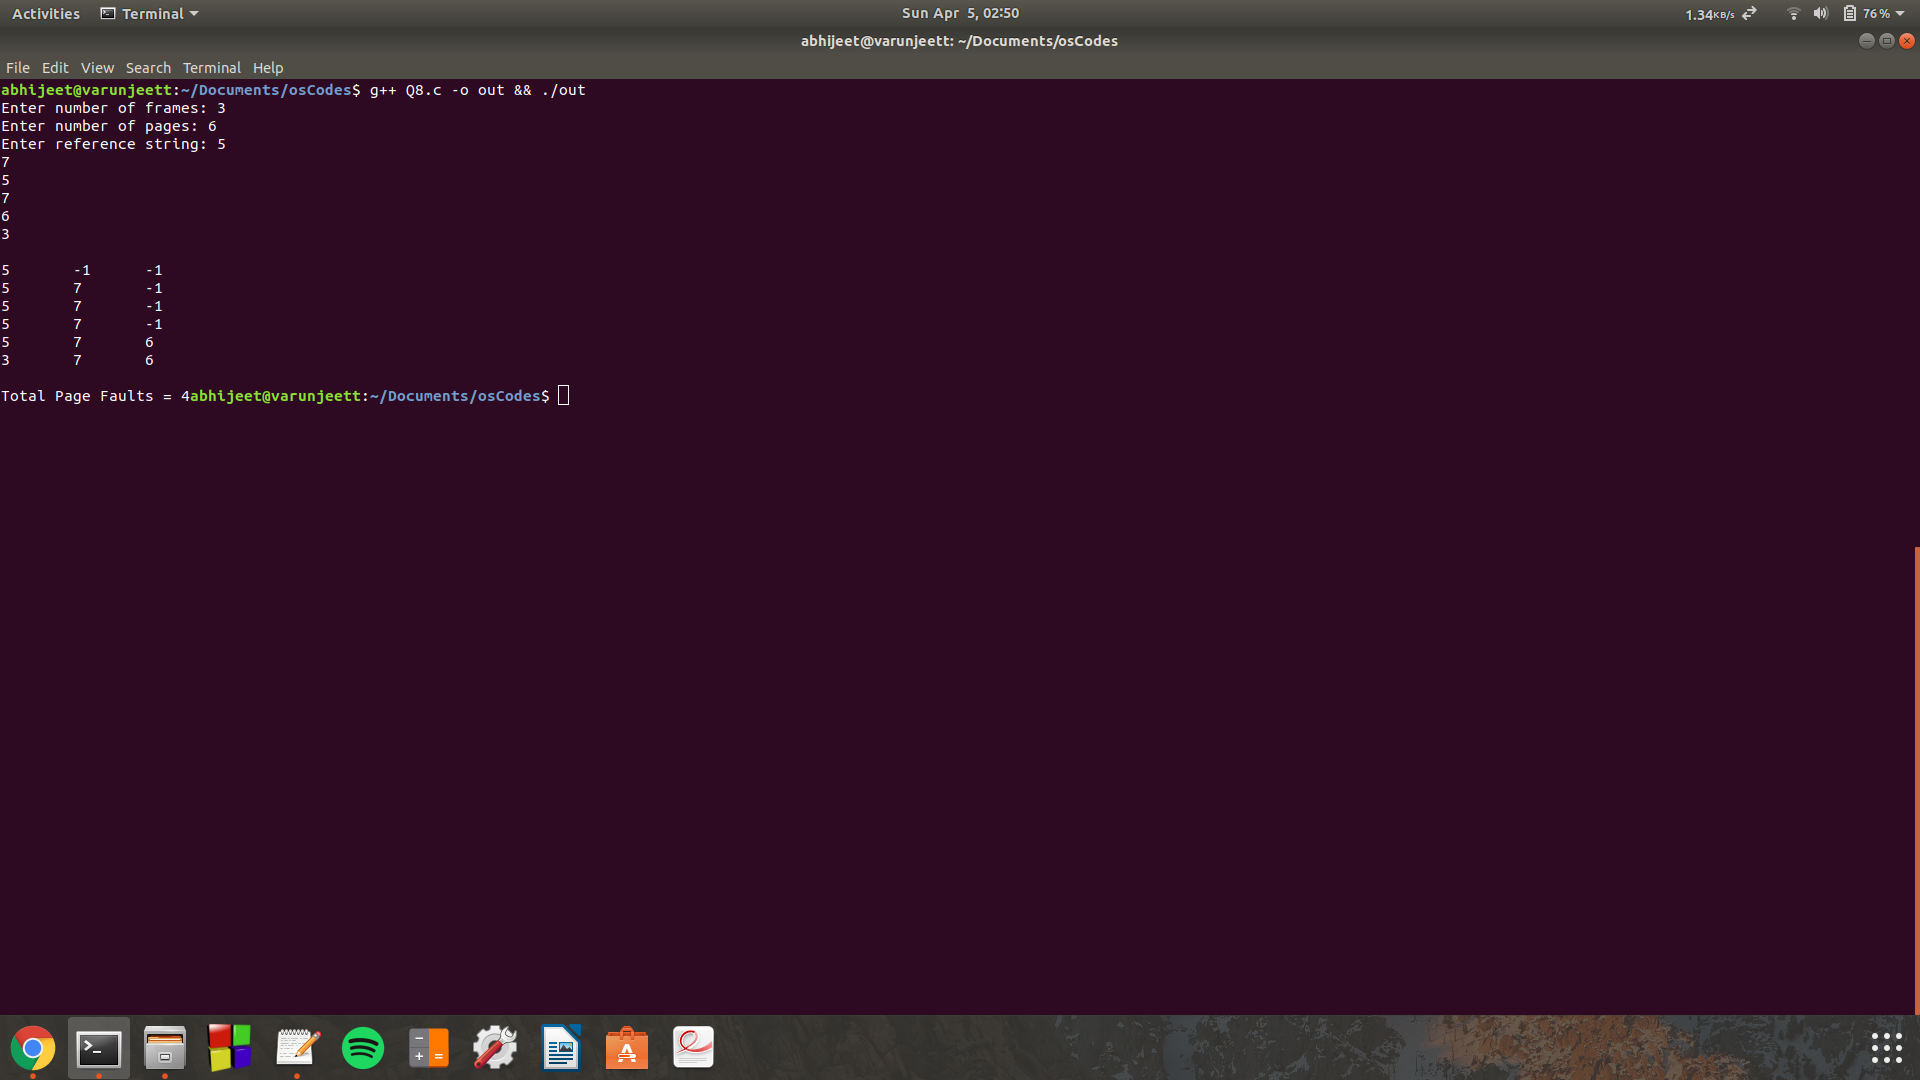 Activities Terminal Sun Apr 5, 02:50 1.34KB/s 76%
abhijeet@varunjeett: ~/Documents/osCodes
File Edit View Search Terminal Help
abhijeet@varunjeett:~/Documents/osCodes$ g++ Q8.c -o out && ./out
Enter number of frames: 3
Enter number of pages: 6
Enter reference string: 5
7
5
7
6
3
5 -1 -1
5 7 -1
5 7 -1
5 7 -1
5 7 6
3 7 6
Total Page Faults = 4abhijeet@varunjeett:~/Documents/osCodes$